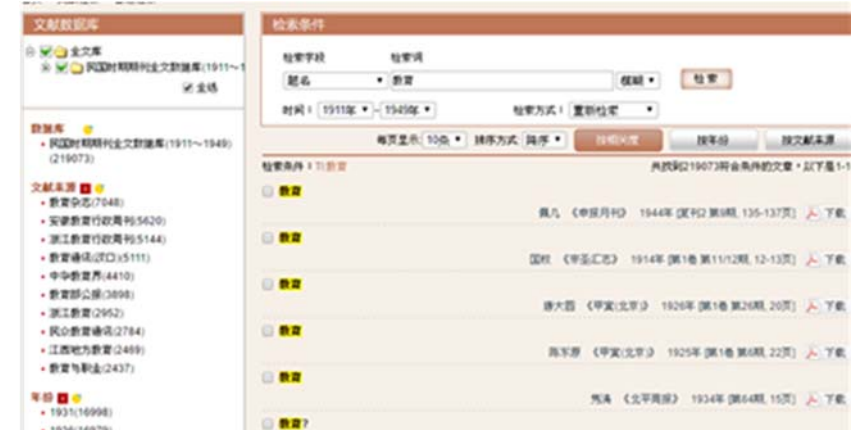 文献数据库
全文库
民国时期期刊全文数据库(1911~1
全选
数据库
民国时期期刊全文数据库(1911~1949)
(219073)
文献来源
教育杂志(7048)
安徽教育行政周刊(5620)
浙江教育行政周刊(5144)
教育通讯(汉口)(5111)
中华教育界(4410)
教育部公报(3898)
浙江教育(2952)
民众教育通讯(2784)
江西地方教育(2469)
教育与职业(2437)
年份
1931(16998)
检索条件
检索字段 检索词
题名 教育 模糊 检索
时间: 1911年 - 1949年 检索方式: 重新检索
每页显示: 10条 排序方式 降序 按相关度 按年份 按文献来源
检索条件: T(教育) 共找到219073符合条件的文章,以下是1-1
教育
佩几 《申报月刊》 1944年 [复刊2 第9期, 135-137页] 下载
教育
1914年 [第1卷 第11/12期, 12-13页] 下载
教育
唐大圆 《甲寅(北京)》 1926年 [第1卷 第26期, 20页] 下载
教育
陈东原 《甲寅(北京)》 1925年 [第1卷 第6期, 22页] 下载
教育
《北平周报》 1934年 [第64期, 15页] 下载
教育?